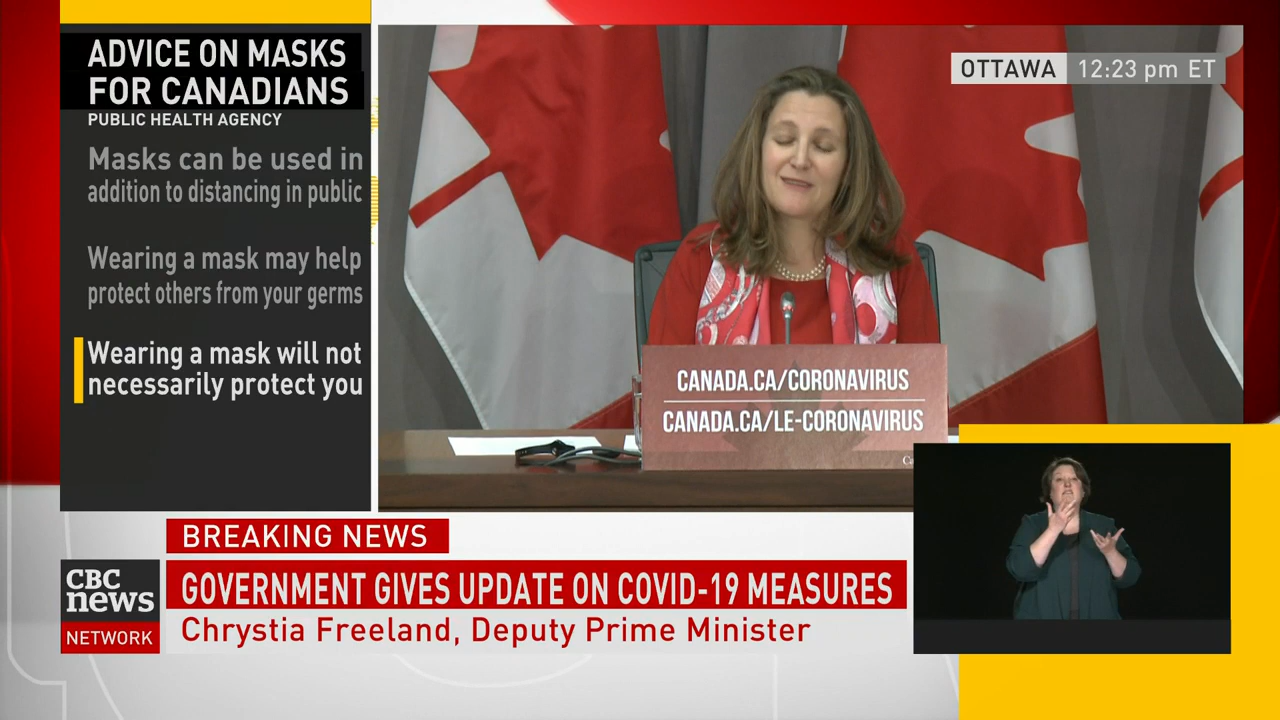 ADVICE ON MASKS
FOR CANADIANS
PUBLIC HEALTH AGENCY
Masks can be used in
addition to distancing in public
Wearing a mask may help
protect others from your germs
Wearing a mask will not
necessarily protect you
OTTAWA 12:23 pm ET
CANADA.CA/CORONAVIRUS
CANADA.CA/LE-CORONAVIRUS
BREAKING NEWS
CBC
news
NETWORK
GOVERNMENT GIVES UPDATE ON COVID-19 MEASURES
Chrystia Freeland, Deputy Prime Minister